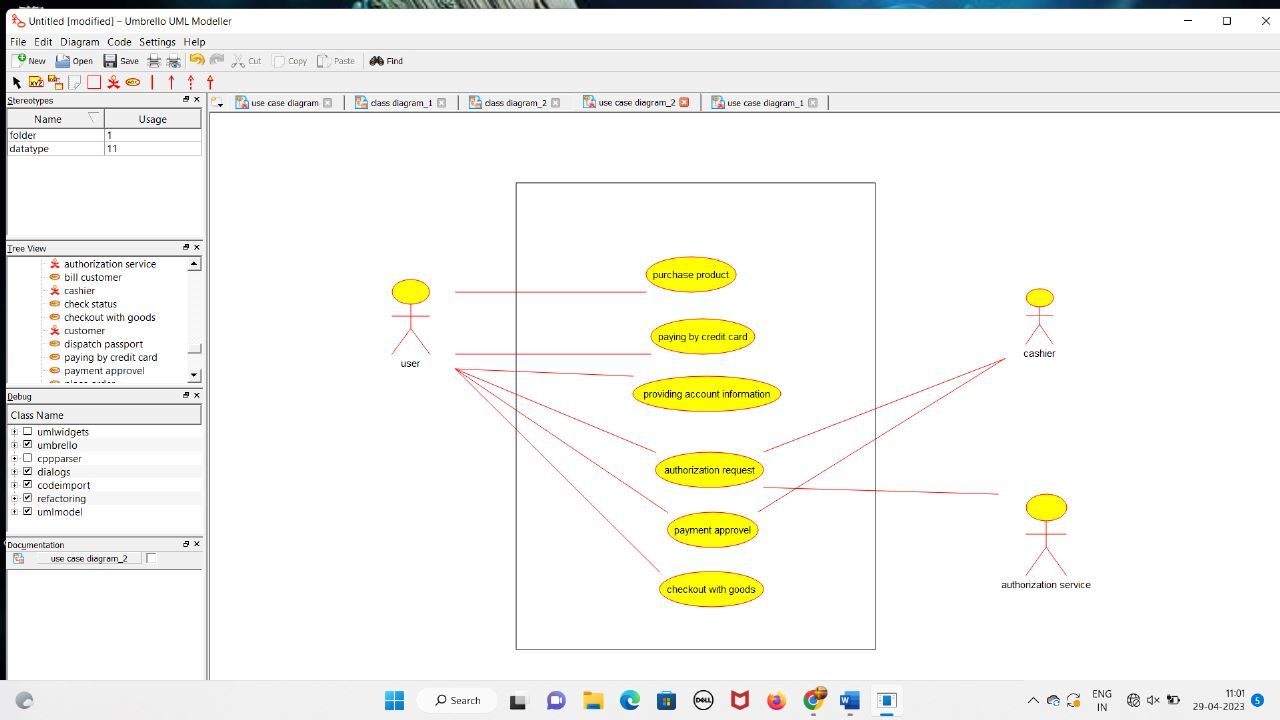 Untitled [modified] – Umbrello UML Modeller
File Edit Diagram Code Settings Help
New Open Save Cut Copy Paste Find
Stereotypes
Name Usage
folder 1
datatype 11
use case diagram class diagram_1 class diagram_2 use case diagram_2 use case diagram_1
Tree View
authorization service
bill customer
cashier
check status
checkout with goods
customer
dispatch passport
paying by credit card
payment approvel
Debug
Class Name
umlwidgets
umbrello
cppparser
dialogs
codeimport
refactoring
umlmodel
Documentation
use case diagram_2
user
purchase product
paying by credit card
providing account information
authorization request
payment approvel
checkout with goods
cashier
authorization service
Search
DELL
ENG
IN
11:01
29-04-2023
5